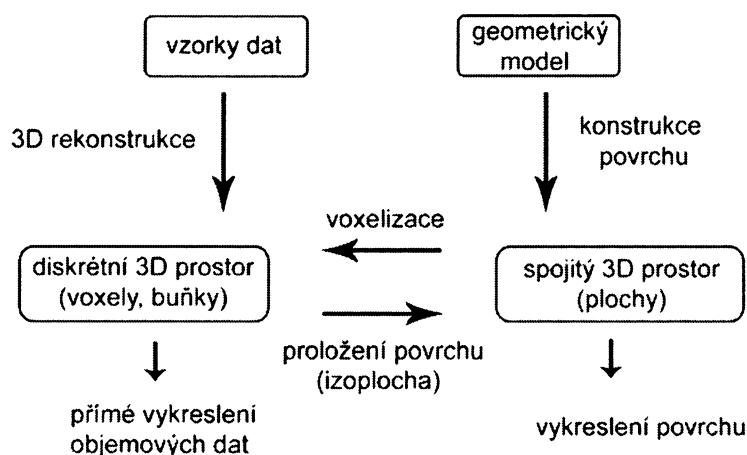 vzorky dat
geometrický
model
3D rekonstrukce
konstrukce
povrchu
voxelizace
diskrétní 3D prostor
(voxely, buňky)
spojitý 3D prostor
(plochy)
proložení povrchu
(izoplocha)
přímé vykreslení
objemových dat
vykreslení povrchu